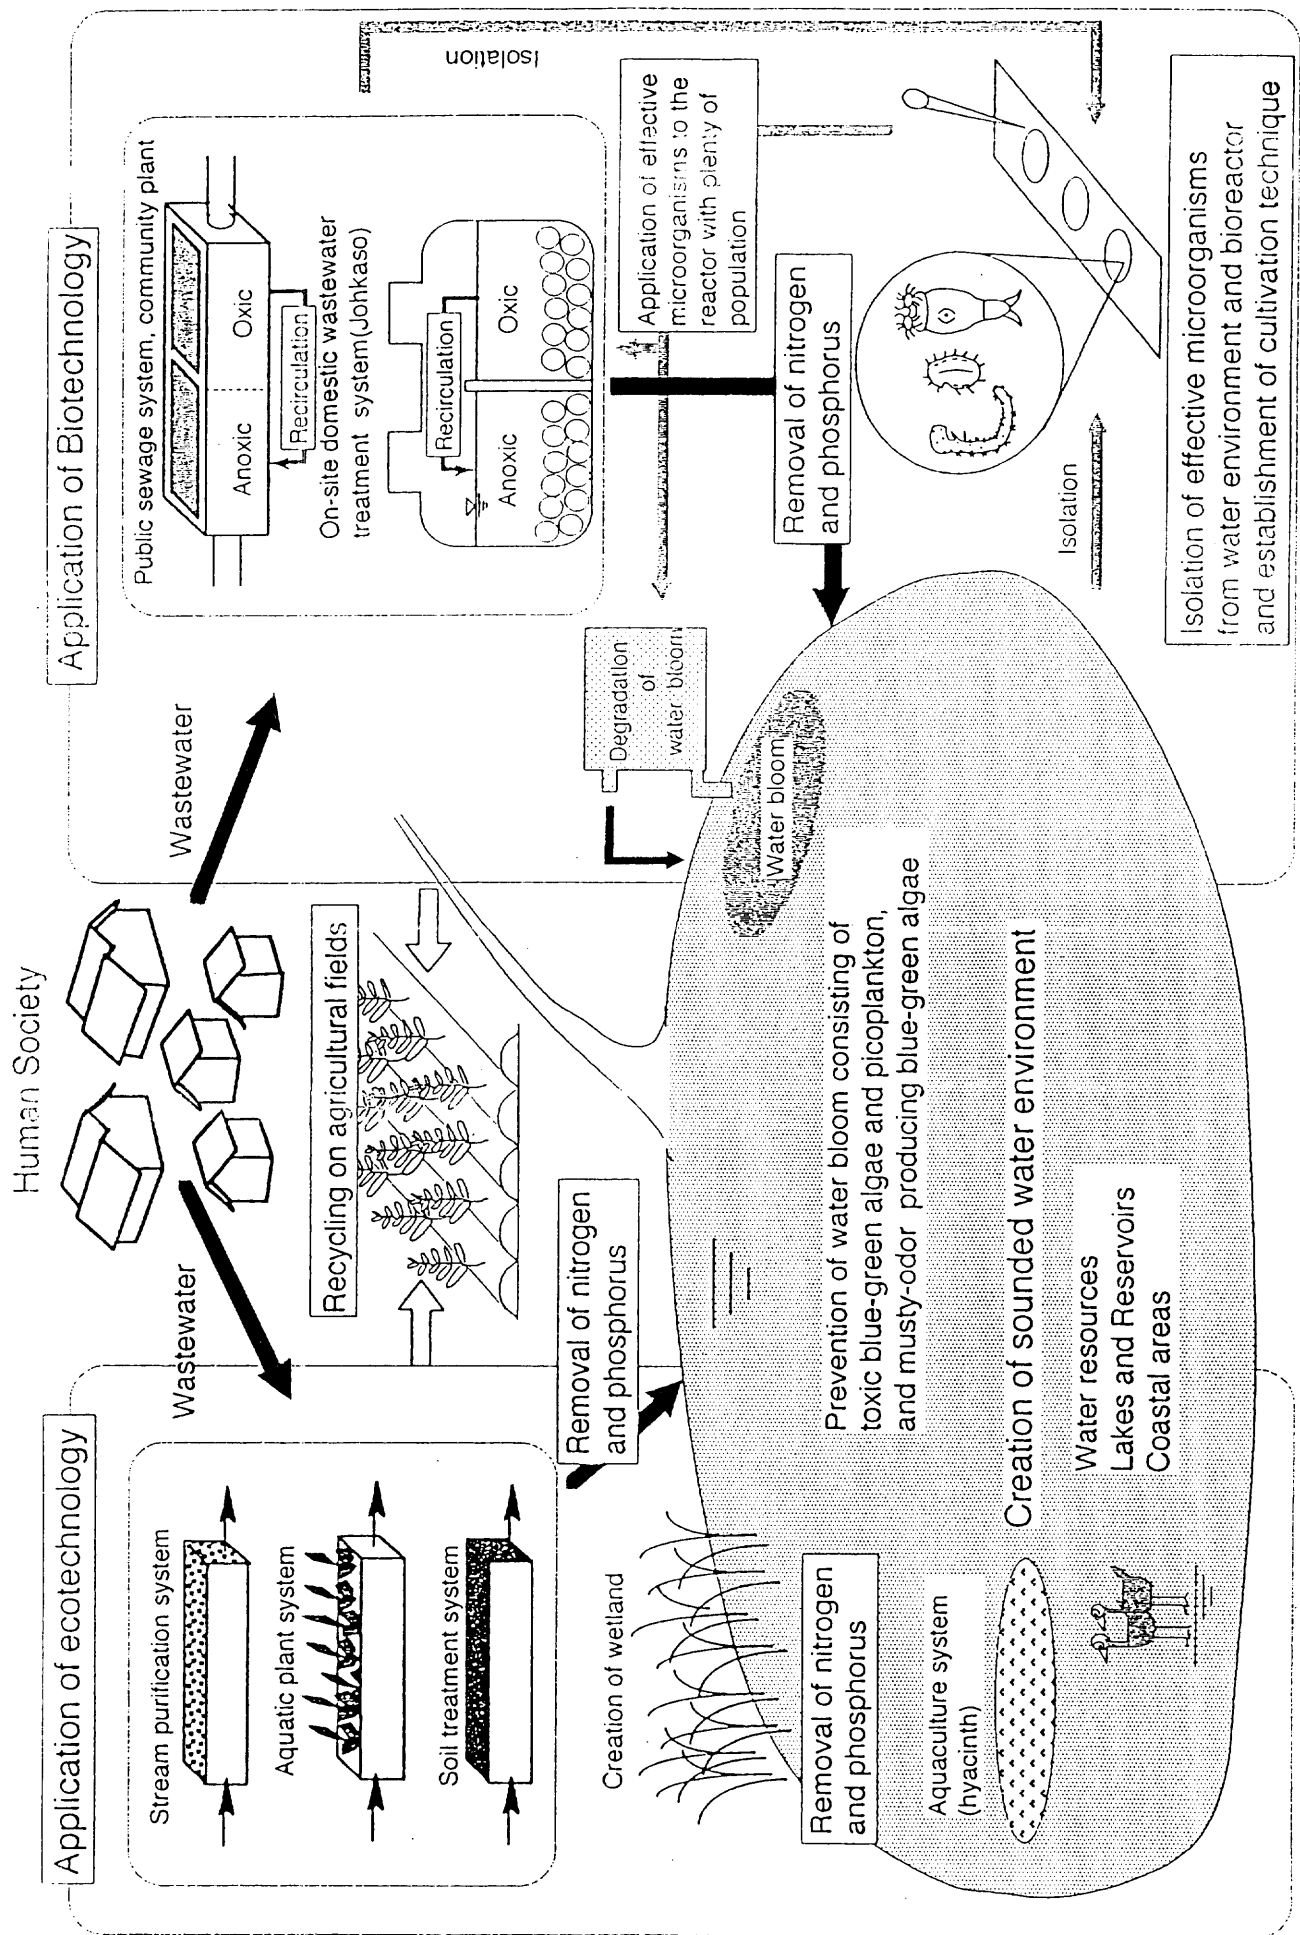 Human Society
Application of ecotechnology
Stream purification system
Aquatic plant system
Soil treatment system
Wastewater
Wastewater
Application of Biotechnology
Public sewage system, community plant
Anoxic
Oxic
Recirculation
On-site domestic wastewater
treatment system(Johkaso)
Recirculation
Anoxic
Oxic
Isolation
Recycling on agricultural fields
Removal of nitrogen
and phosphorus
Creation of wetland
Removal of nitrogen
and phosphorus
Aquaculture system
(hyacinth)
Degradation
of
water bloom
Water bloom
Application of effective
microorganisms to the
reactor with plenty of
population
Removal of nitrogen
and phosphorus
Prevention of water bloom consisting of
toxic blue-green algae and picoplankton,
and musty-odor producing blue-green algae
Creation of sounded water environment
Water resources
Lakes and Reservoirs
Coastal areas
Isolation
Isolation of effective microorganisms
from water environment and bioreactor
and establishment of cultivation technique